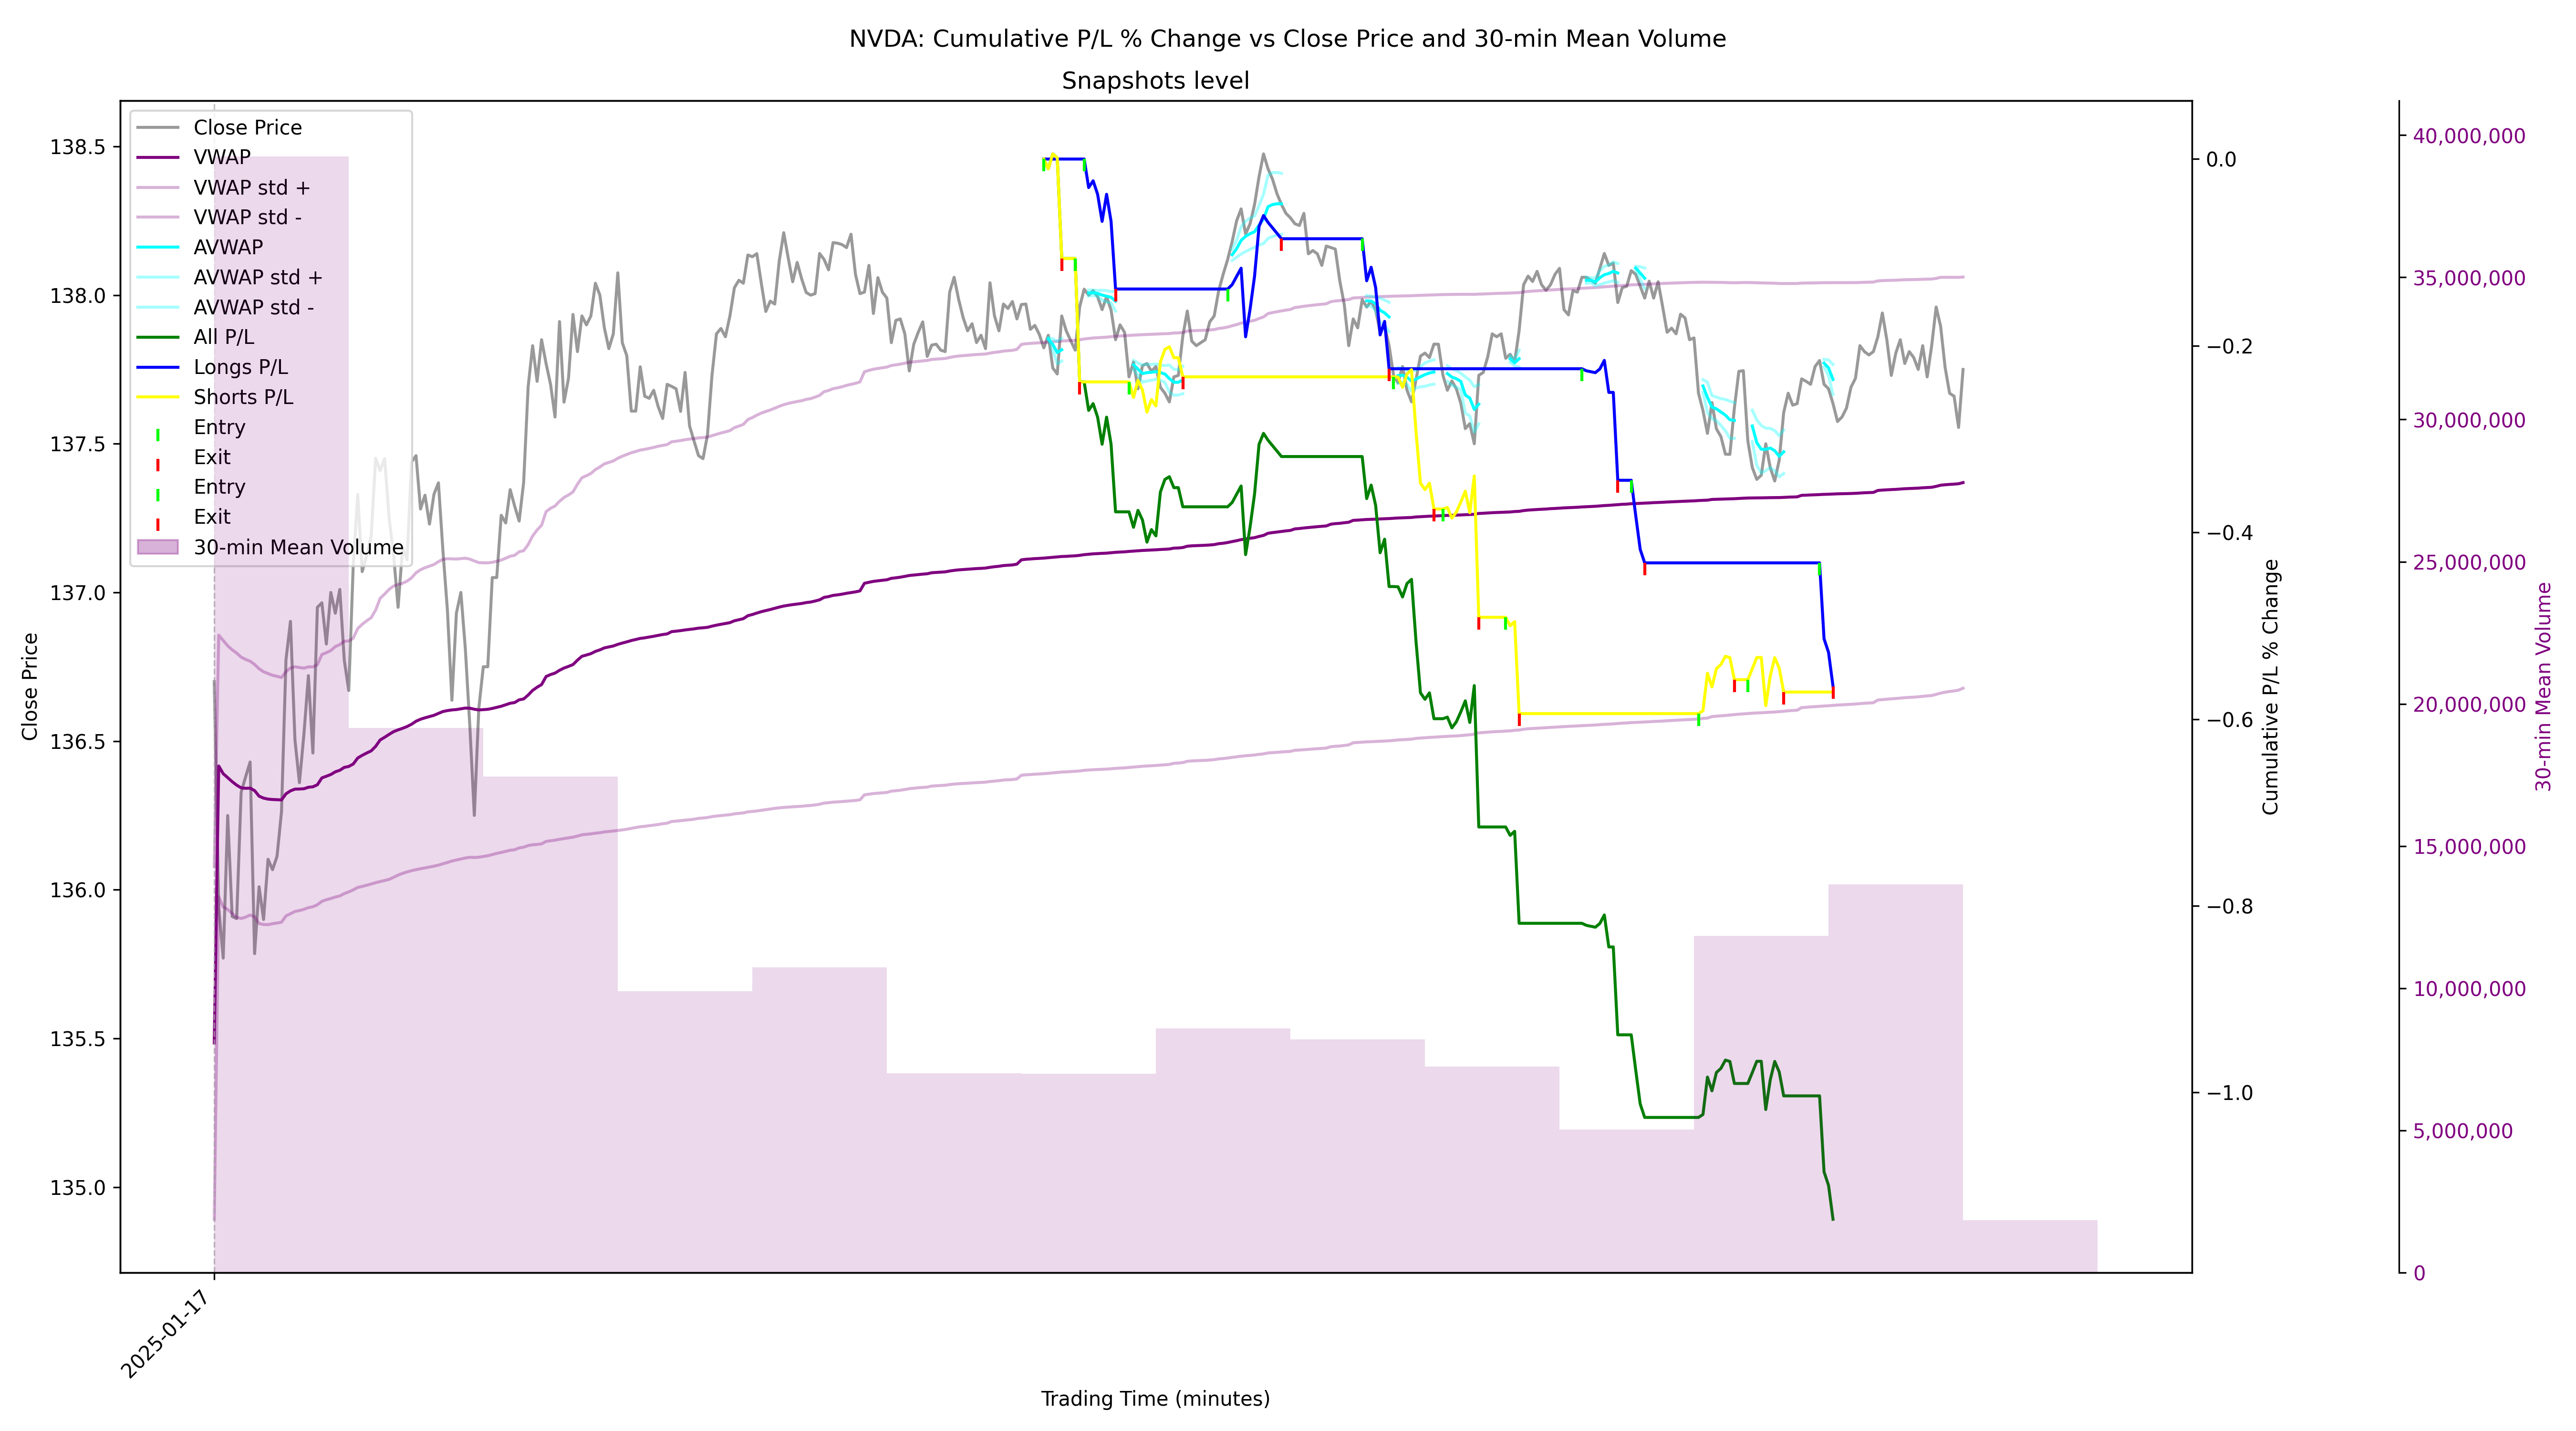 NVDA: Cumulative P/L % Change vs Close Price and 30-min Mean Volume
Snapshots level
Close Price
VWAP
VWAP std +
VWAP std -
AVWAP
AVWAP std +
AVWAP std -
All P/L
Longs P/L
Shorts P/L
Entry
Exit
Entry
Exit
30-min Mean Volume
138.5
138.0
137.5
137.0
136.5
136.0
135.5
135.0
Close Price
0.0
−0.2
−0.4
−0.6
−0.8
−1.0
Cumulative P/L % Change
40,000,000
35,000,000
30,000,000
25,000,000
20,000,000
15,000,000
10,000,000
5,000,000
0
30-min Mean Volume
2025-01-17
Trading Time (minutes)